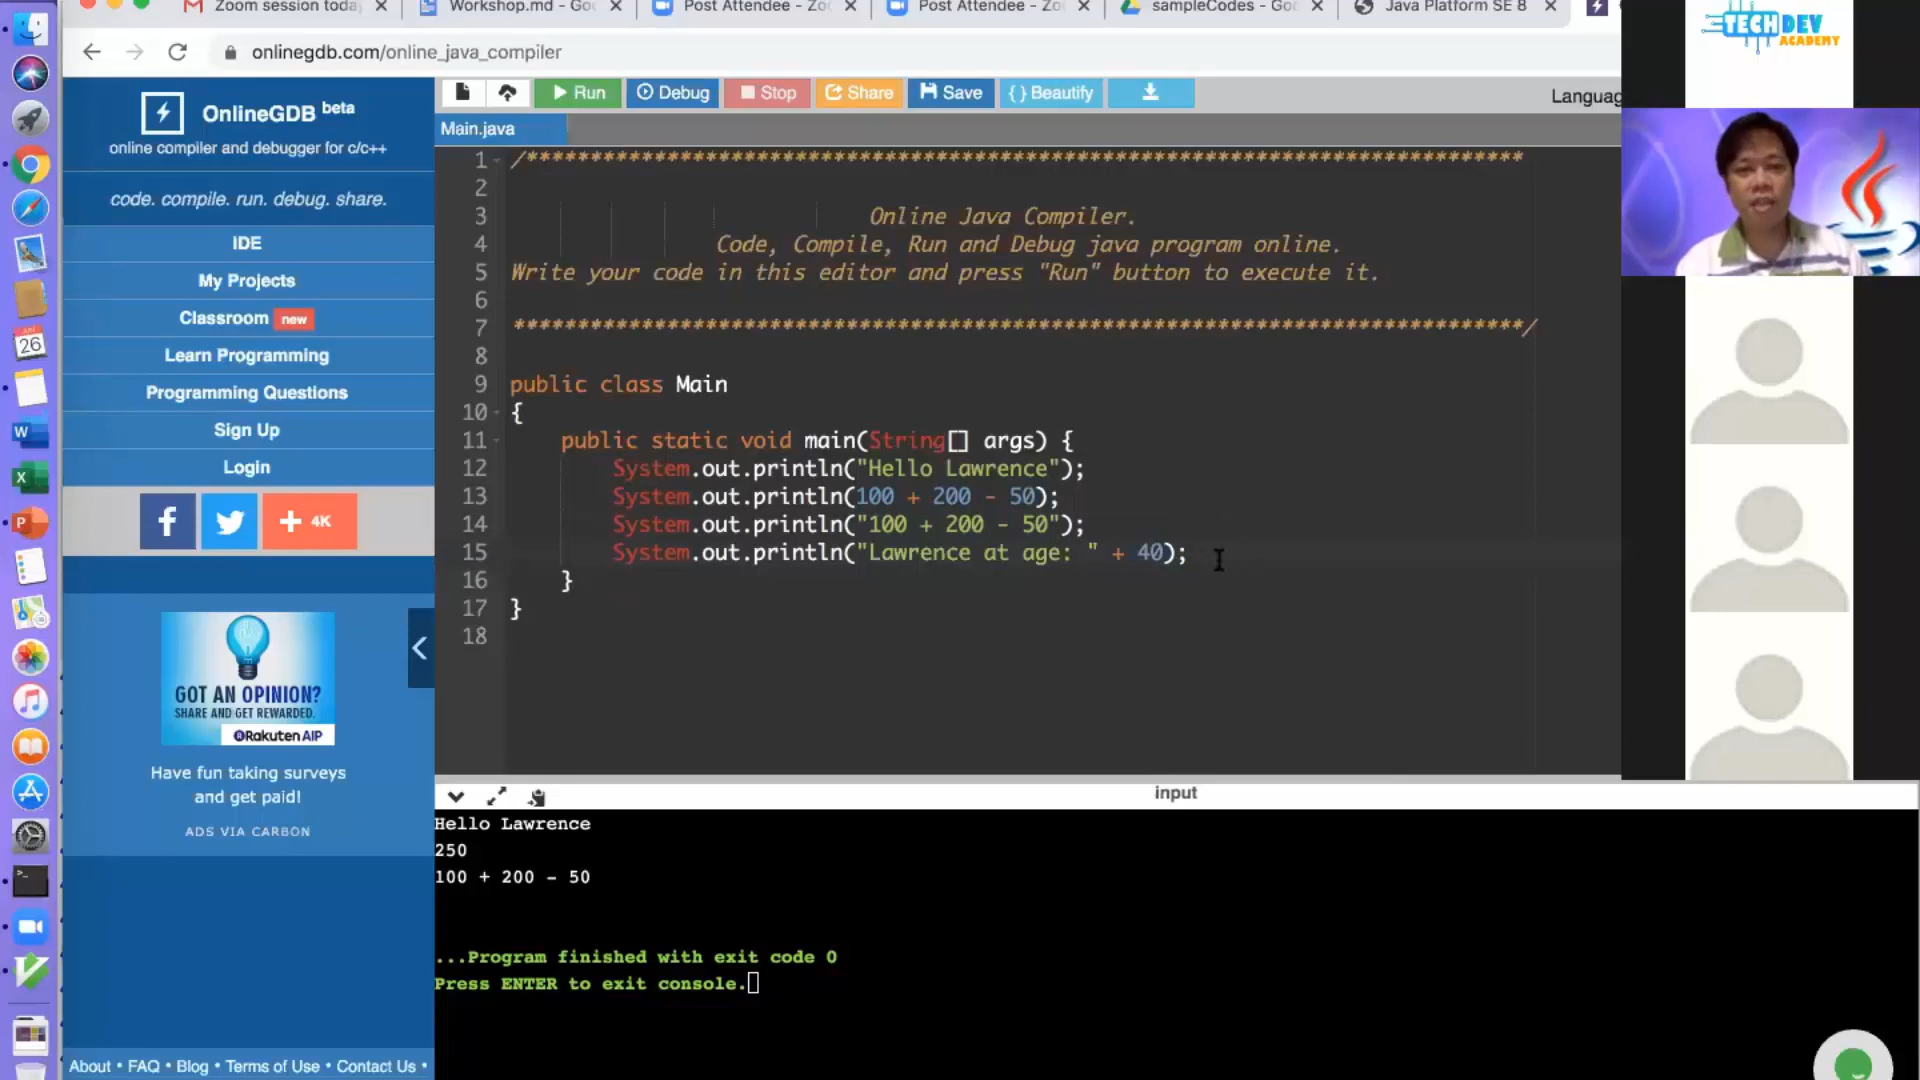 Zoom session toda
Workshop.md - Goo
Post Attendee - Zo
Post Attendee - Zo
sampleCodes - Goo
Java Platform SE 8
TECHDEV
ACADEMY
onlinegdb.com/online_java_compiler
OnlineGDB beta
online compiler and debugger for c/c++
code. compile. run. debug. share.
IDE
My Projects
Classroom new
Learn Programming
Programming Questions
Sign Up
Login
+ 4K
GOT AN OPINION?
SHARE AND GET REWARDED.
Rakuten AIP
Have fun taking surveys
and get paid!
ADS VIA CARBON
About • FAQ • Blog • Terms of Use • Contact Us •
Run Debug Stop Share Save {} Beautify
Languag
Main.java
1 /******************************************************************************
2
3 Online Java Compiler.
4 Code, Compile, Run and Debug java program online.
5 Write your code in this editor and press "Run" button to execute it.
6
7 *******************************************************************************/
8
9 public class Main
10 {
11 public static void main(String[] args) {
12 System.out.println("Hello Lawrence");
13 System.out.println(100 + 200 - 50);
14 System.out.println("100 + 200 - 50");
15 System.out.println("Lawrence at age: " + 40);
16 }
17 }
18
input
Hello Lawrence
250
100 + 200 - 50
...Program finished with exit code 0
Press ENTER to exit console.
26